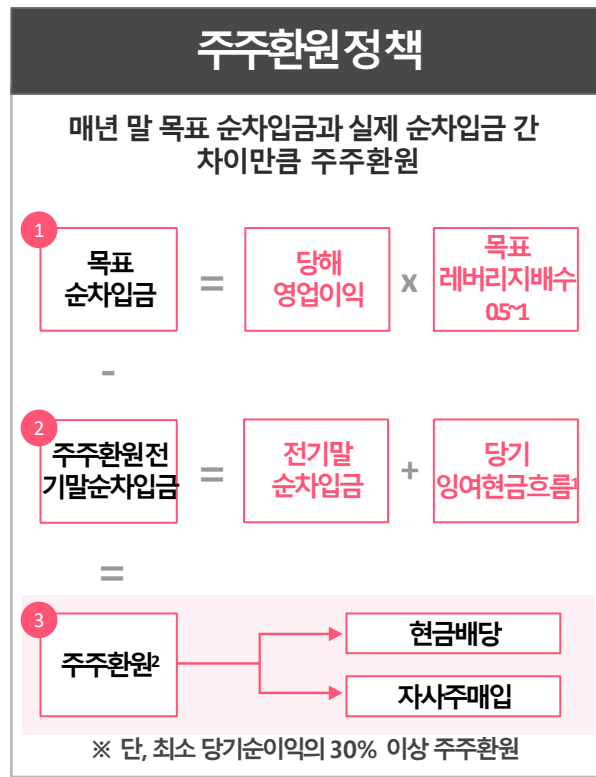 주주환원 정책
매년 말 목표 순차입금과 실제 순차입금 간
차이만큼 주주환원
1
목표
순차입금
=
당해
영업이익
x
목표
레버리지배수
0.5~1
-
2
주주환원 전
기말순차입금
=
전기말
순차입금
+
당기
잉여현금흐름1
=
3
주주환원2
현금배당
자사주매입
※ 단, 최소 당기순이익의 30% 이상 주주환원